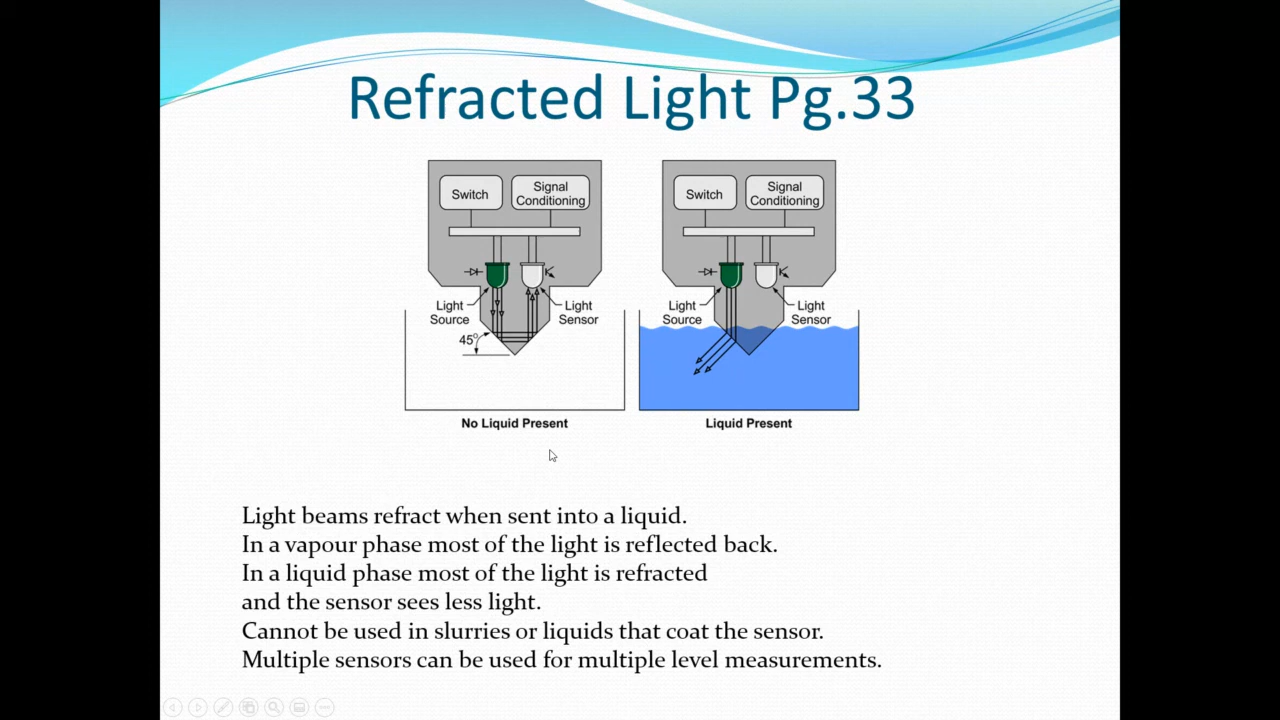 Refracted Light Pg.33
Switch
Signal
Conditioning
Light
Source
Light
Sensor
45°
No Liquid Present
Switch
Signal
Conditioning
Light
Source
Light
Sensor
Liquid Present
Light beams refract when sent into a liquid.
In a vapour phase most of the light is reflected back.
In a liquid phase most of the light is refracted
and the sensor sees less light.
Cannot be used in slurries or liquids that coat the sensor.
Multiple sensors can be used for multiple level measurements.